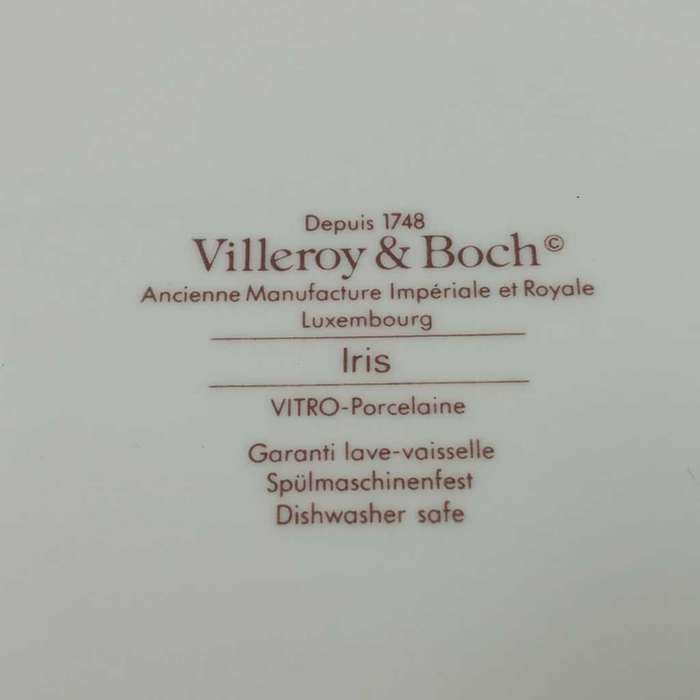 Depuis 1748
Villeroy & Boch©
Ancienne Manufacture Impériale et Royale
Luxembourg
Iris
VITRO-Porcelaine
Garanti lave-vaisselle
Spülmaschinenfest
Dishwasher safe